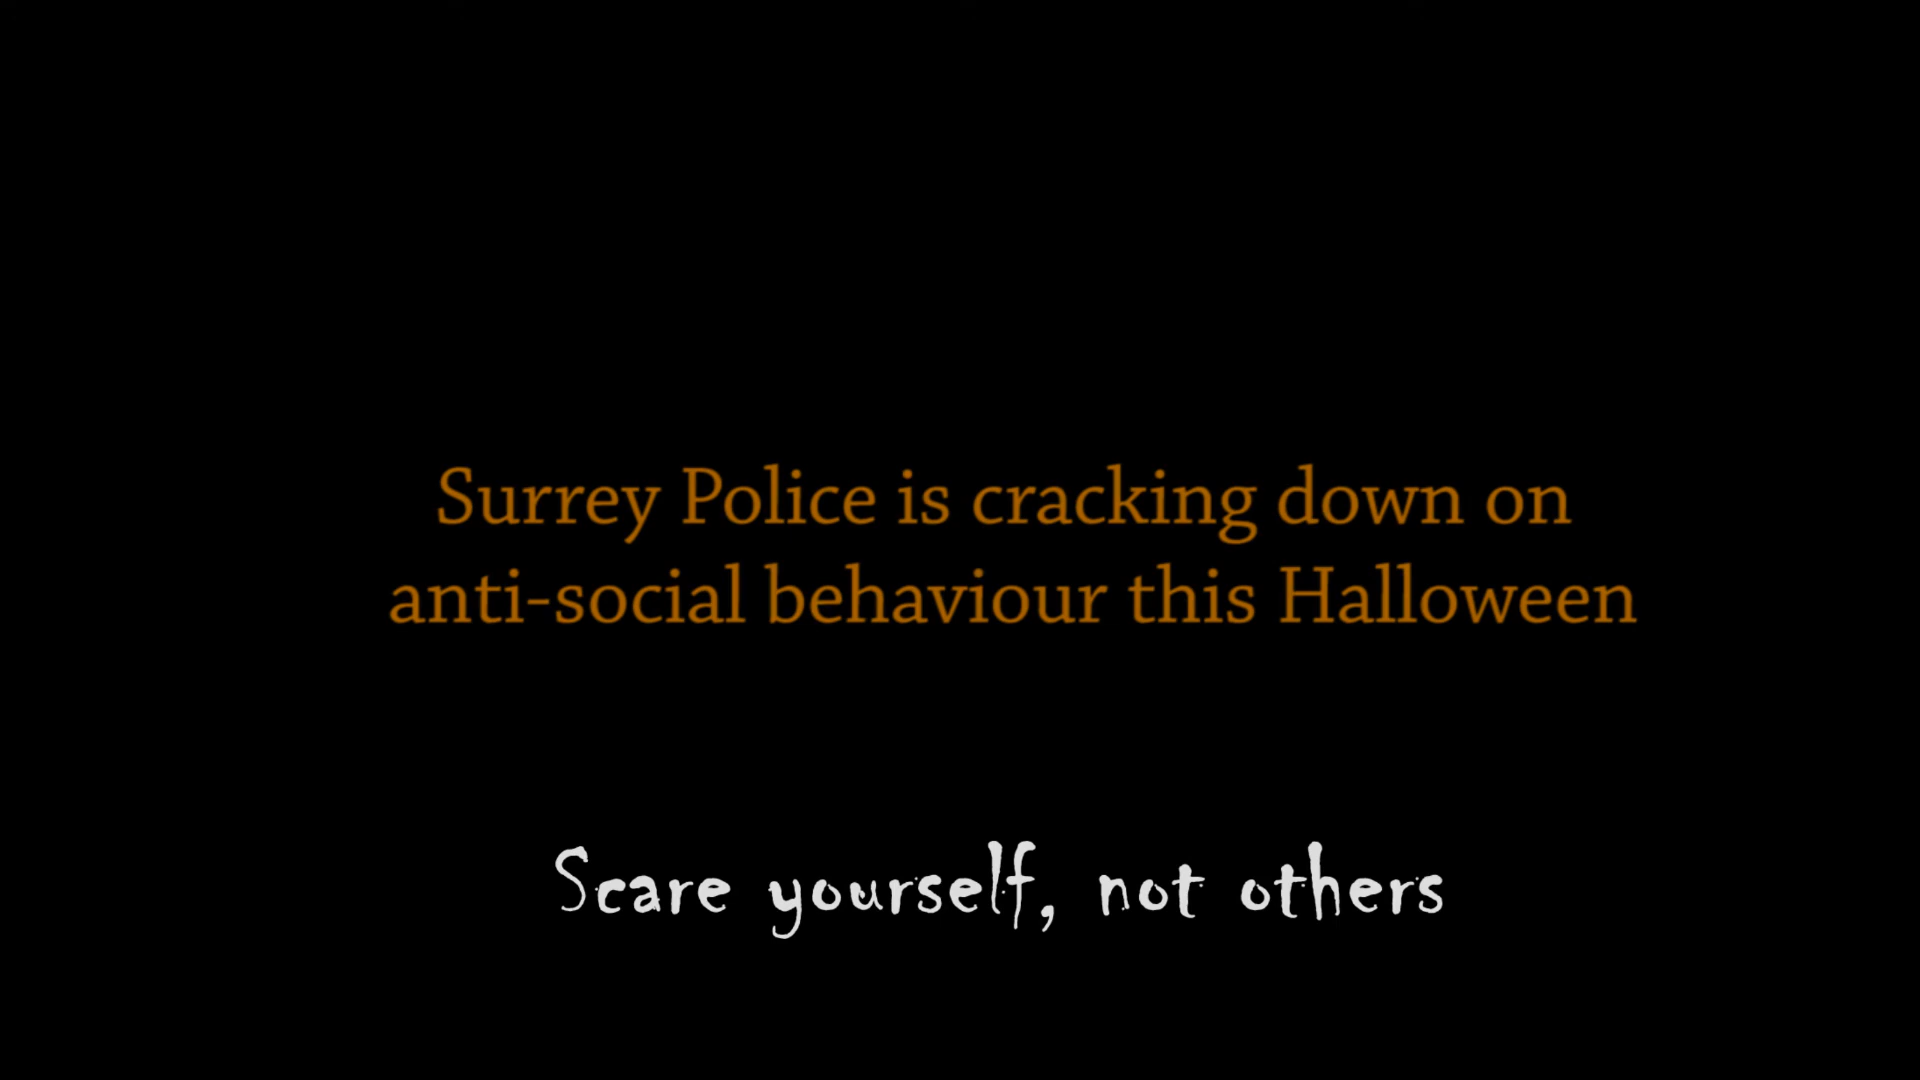 Surrey Police is cracking down on
anti-social behaviour this Halloween
Scare yourself, not others